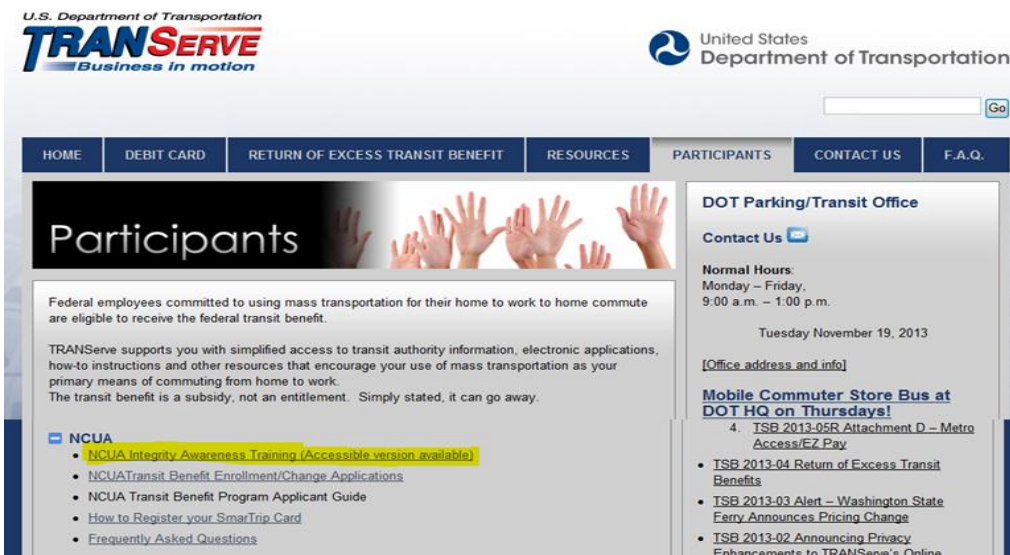 U.S. Department of Transportation
TRANSERVE
Business in motion
United States
Department of Transportation
Go
HOME
DEBIT CARD
RETURN OF EXCESS TRANSIT BENEFIT
RESOURCES
PARTICIPANTS
CONTACT US
F.A.Q.
Participants
Federal employees committed to using mass transportation for their home to work to home commute
are eligible to receive the federal transit benefit.
TRANServe supports you with simplified access to transit authority information, electronic applications,
how-to instructions and other resources that encourage your use of mass transportation as your
primary means of commuting from home to work.
The transit benefit is a subsidy, not an entitlement. Simply stated, it can go away.
NCUA
• NCUA Integrity Awareness Training (Accessible version available)
• NCUATransit Benefit Enrollment/Change Applications
• NCUA Transit Benefit Program Applicant Guide
• How to Register your SmarTrip Card
• Frequently Asked Questions
DOT Parking/Transit Office
Contact Us
Normal Hours:
Monday – Friday,
9:00 a.m. – 1:00 p.m.
Tuesday November 19, 2013
[Office address and info]
Mobile Commuter Store Bus at
DOT HQ on Thursdays!
4. TSB 2013-05R Attachment D – Metro
Access/EZ Pay
• TSB 2013-04 Return of Excess Transit
Benefits
• TSB 2013-03 Alert – Washington State
Ferry Announces Pricing Change
• TSB 2013-02 Announcing Privacy
Enhancements to TRANServe's Online